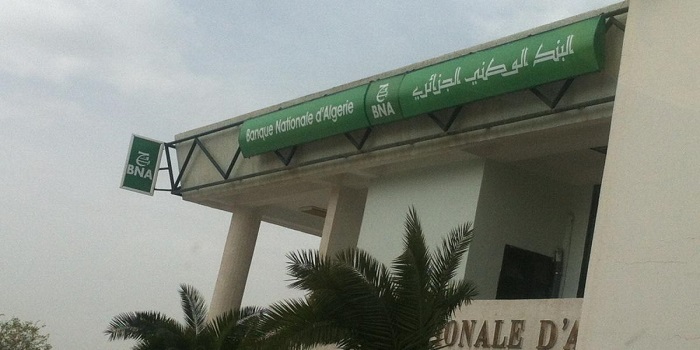 Banque Nationale d'Algerie
BNA
البنك الوطني الجزائري
BNA
ONALE D'A